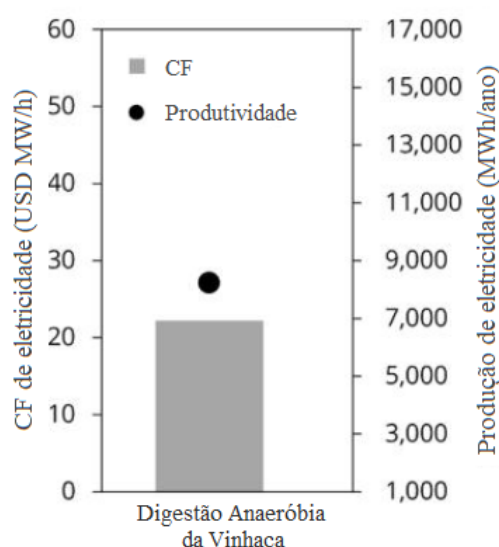 CF de eletricidade (USD MW/h)
60
50
40
30
20
10
0
CF
Produtividade
17,000
15,000
13,000
11,000
9,000
7,000
5,000
3,000
1,000
Produção de eletricidade (MWh/ano)
Digestão Anaeróbia
da Vinhaça